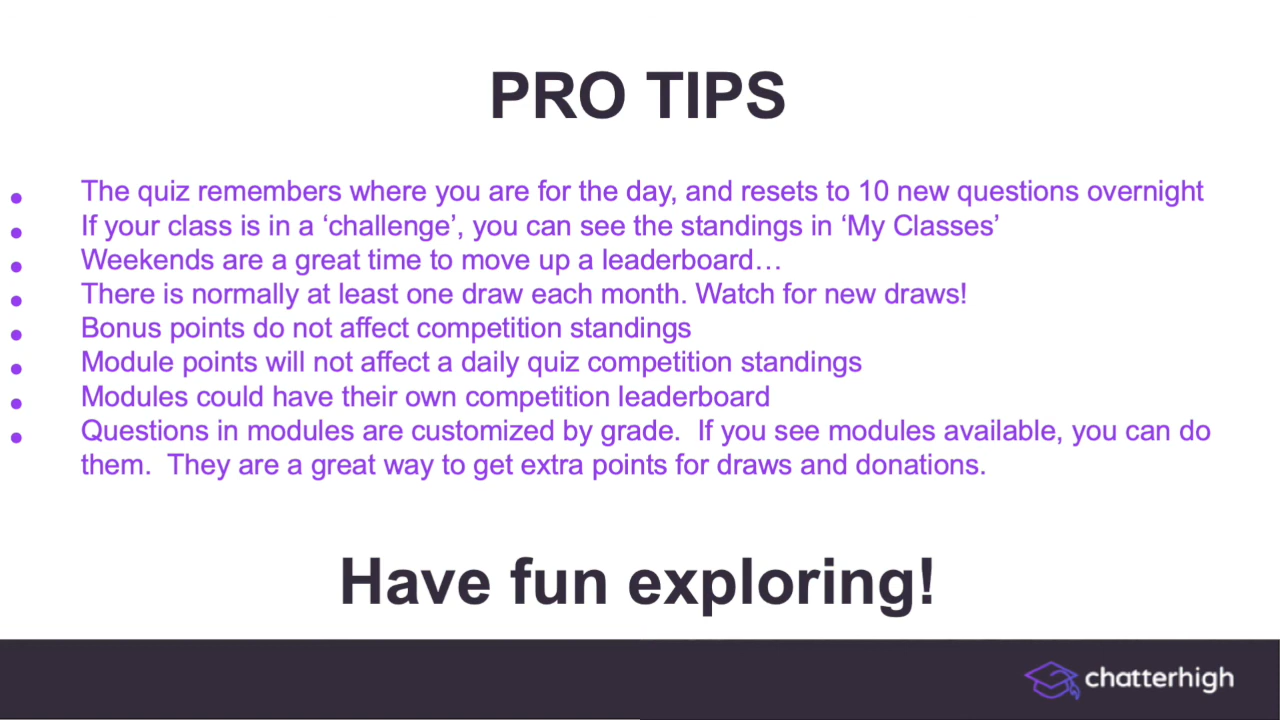 PRO TIPS
• The quiz remembers where you are for the day, and resets to 10 new questions overnight
• If your class is in a ‘challenge’, you can see the standings in ‘My Classes’
• Weekends are a great time to move up a leaderboard…
• There is normally at least one draw each month. Watch for new draws!
• Bonus points do not affect competition standings
• Module points will not affect a daily quiz competition standings
• Modules could have their own competition leaderboard
• Questions in modules are customized by grade.  If you see modules available, you can do
them.  They are a great way to get extra points for draws and donations.
Have fun exploring!
chatterhigh